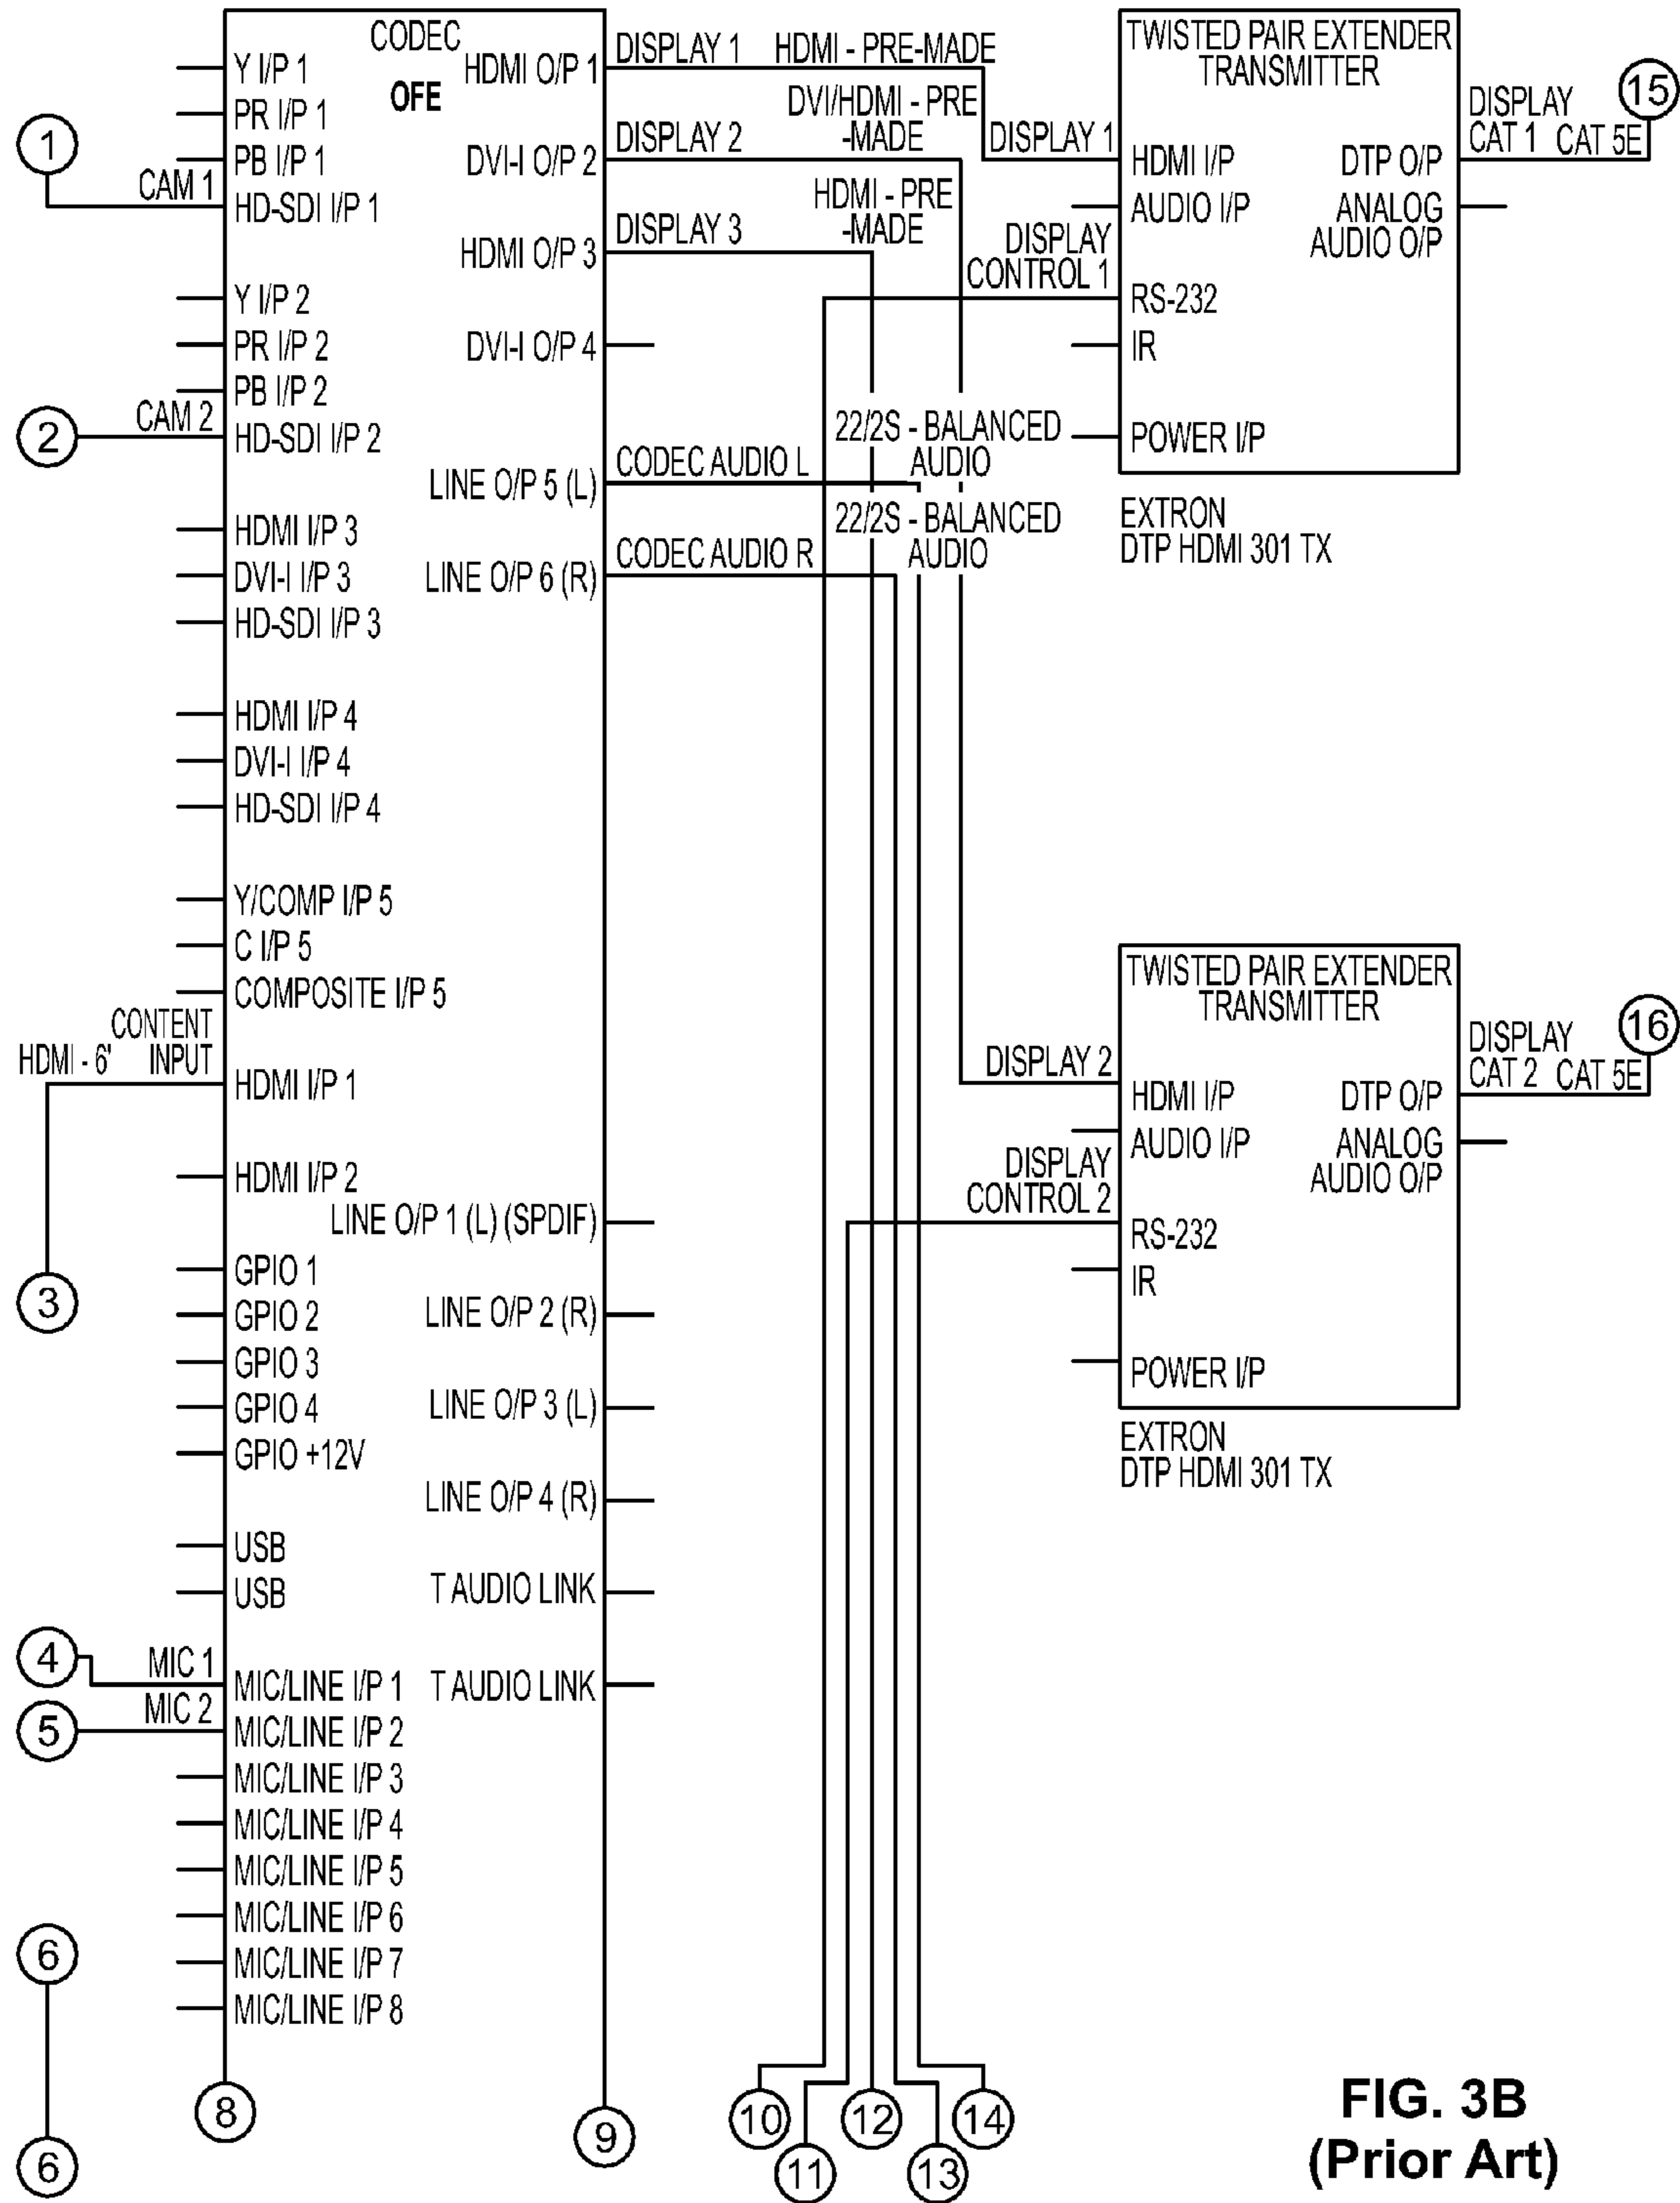 CODEC
OFE
Y I/P 1
PR I/P 1
PB I/P 1
1
CAM 1
HD-SDI I/P 1
Y I/P 2
PR I/P 2
PB I/P 2
2
CAM 2
HD-SDI I/P 2
HDMI I/P 3
DVI-I I/P 3
HD-SDI I/P 3
HDMI I/P 4
DVI-I I/P 4
HD-SDI I/P 4
Y/COMP I/P 5
C I/P 5
COMPOSITE I/P 5
CONTENT
HDMI - 6' INPUT
HDMI I/P 1
HDMI I/P 2
3
GPIO 1
GPIO 2
GPIO 3
GPIO 4
GPIO +12V
USB
USB
4
MIC 1
MIC/LINE I/P 1
5
MIC 2
MIC/LINE I/P 2
MIC/LINE I/P 3
MIC/LINE I/P 4
MIC/LINE I/P 5
MIC/LINE I/P 6
MIC/LINE I/P 7
MIC/LINE I/P 8
6
6
8
9
HDMI O/P 1
DVI-I O/P 2
HDMI O/P 3
DVI-I O/P 4
LINE O/P 5 (L)
LINE O/P 6 (R)
LINE O/P 1 (L) (SPDIF)
LINE O/P 2 (R)
LINE O/P 3 (L)
LINE O/P 4 (R)
T AUDIO LINK
T AUDIO LINK
DISPLAY 1 HDMI - PRE-MADE
DISPLAY 2
DVI/HDMI - PRE
-MADE
DISPLAY 3
HDMI - PRE
-MADE
CODEC AUDIO L
22/2S - BALANCED
AUDIO
CODEC AUDIO R
22/2S - BALANCED
AUDIO
10
11
12
13
14
TWISTED PAIR EXTENDER
TRANSMITTER
DISPLAY 1
HDMI I/P
AUDIO I/P
DISPLAY
CONTROL 1
RS-232
IR
POWER I/P
DTP O/P
ANALOG
AUDIO O/P
DISPLAY
CAT 1 CAT 5E
15
EXTRON
DTP HDMI 301 TX
TWISTED PAIR EXTENDER
TRANSMITTER
DISPLAY 2
HDMI I/P
AUDIO I/P
DISPLAY
CONTROL 2
RS-232
IR
POWER I/P
DTP O/P
ANALOG
AUDIO O/P
DISPLAY
CAT 2 CAT 5E
16
EXTRON
DTP HDMI 301 TX
FIG. 3B
(Prior Art)